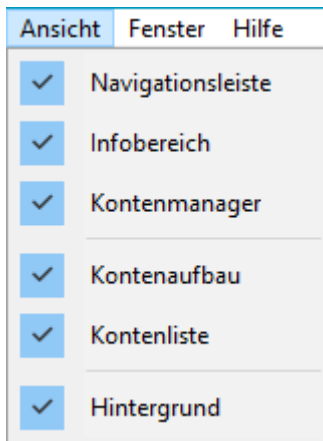 Ansicht Fenster Hilfe
Navigationsleiste
Infobereich
Kontenmanager
Kontenaufbau
Kontenliste
Hintergrund